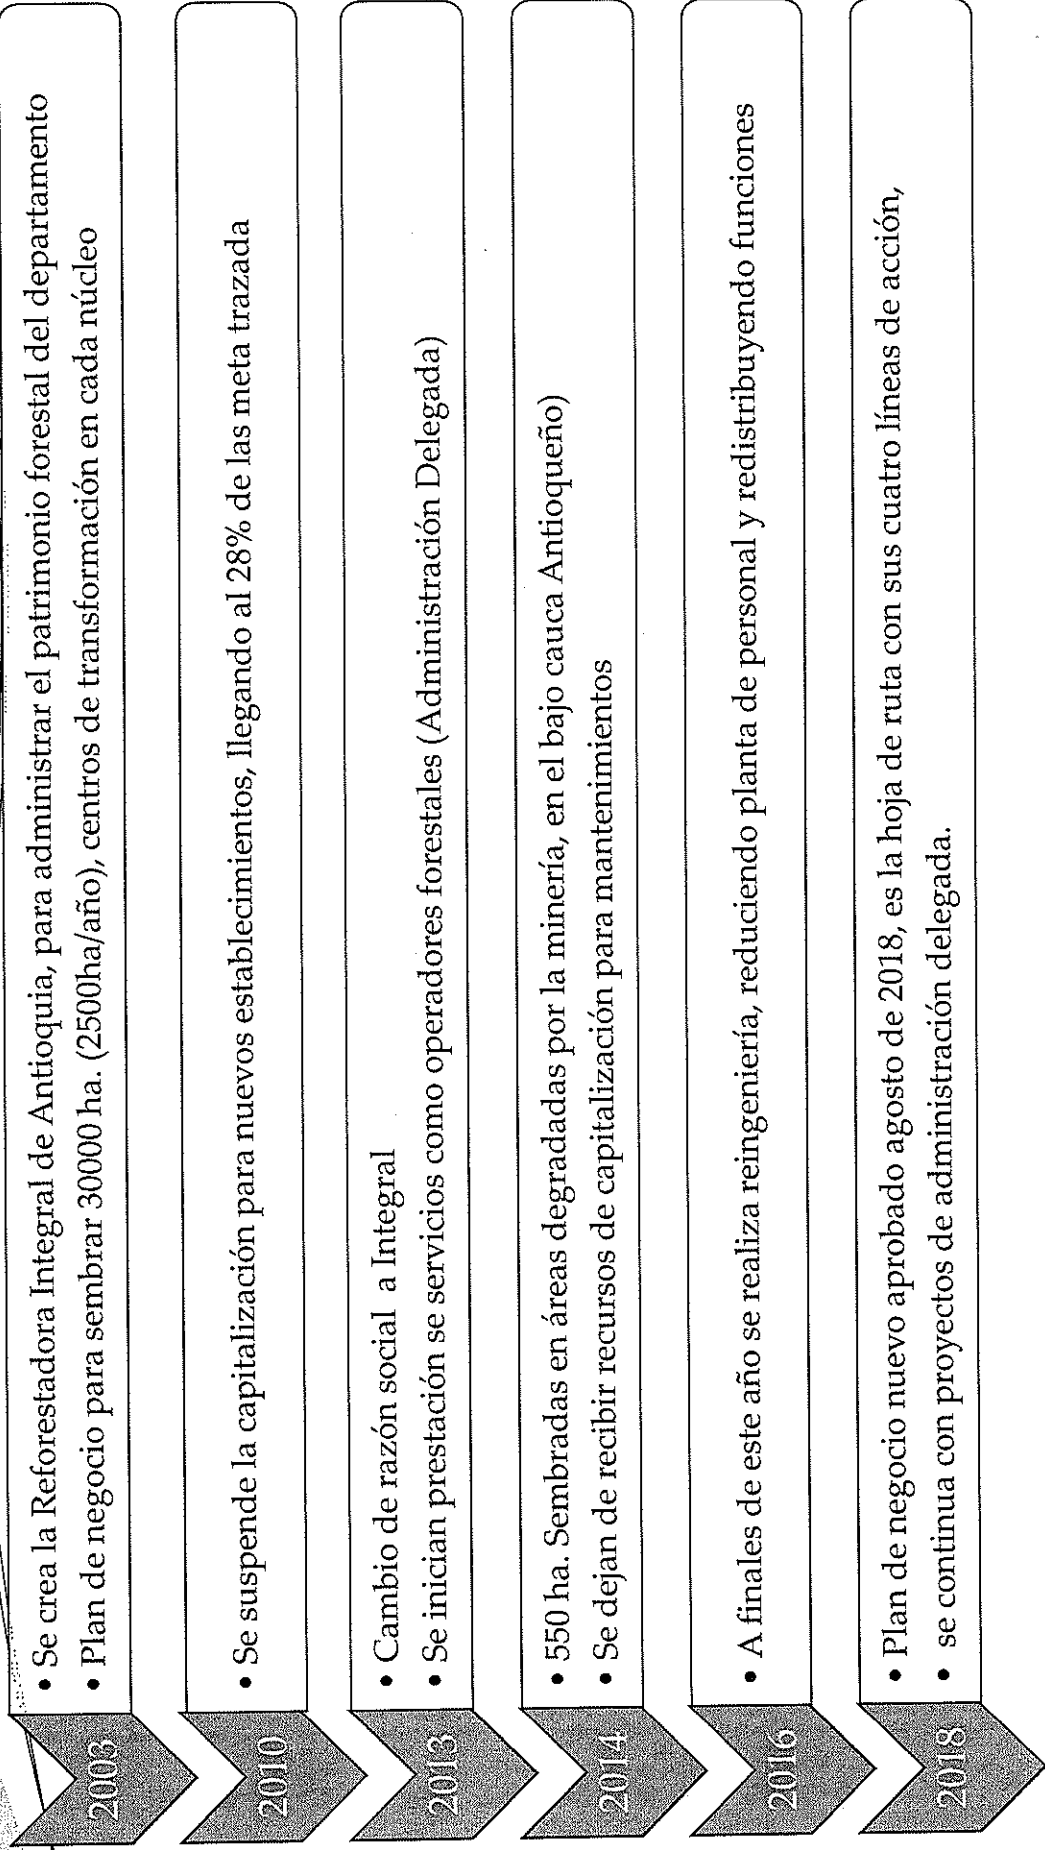 2003
• Se crea la Reforestadora Integral de Antioquia, para administrar el patrimonio forestal del departamento
• Plan de negocio para sembrar 30000 ha. (2500ha/año), centros de transformación en cada núcleo
2010
• Se suspende la capitalización para nuevos establecimientos, llegando al 28% de las meta trazada
2013
• Cambio de razón social a Integral
• Se inician prestación se servicios como operadores forestales (Administración Delegada)
2014
• 550 ha. Sembradas en áreas degradadas por la minería, en el bajo cauca Antioqueño)
• Se dejan de recibir recursos de capitalización para mantenimientos
2016
• A finales de este año se realiza reingeniería, reduciendo planta de personal y redistribuyendo funciones
2018
• Plan de negocio nuevo aprobado agosto de 2018, es la hoja de ruta con sus cuatro líneas de acción,
• se continua con proyectos de administración delegada.